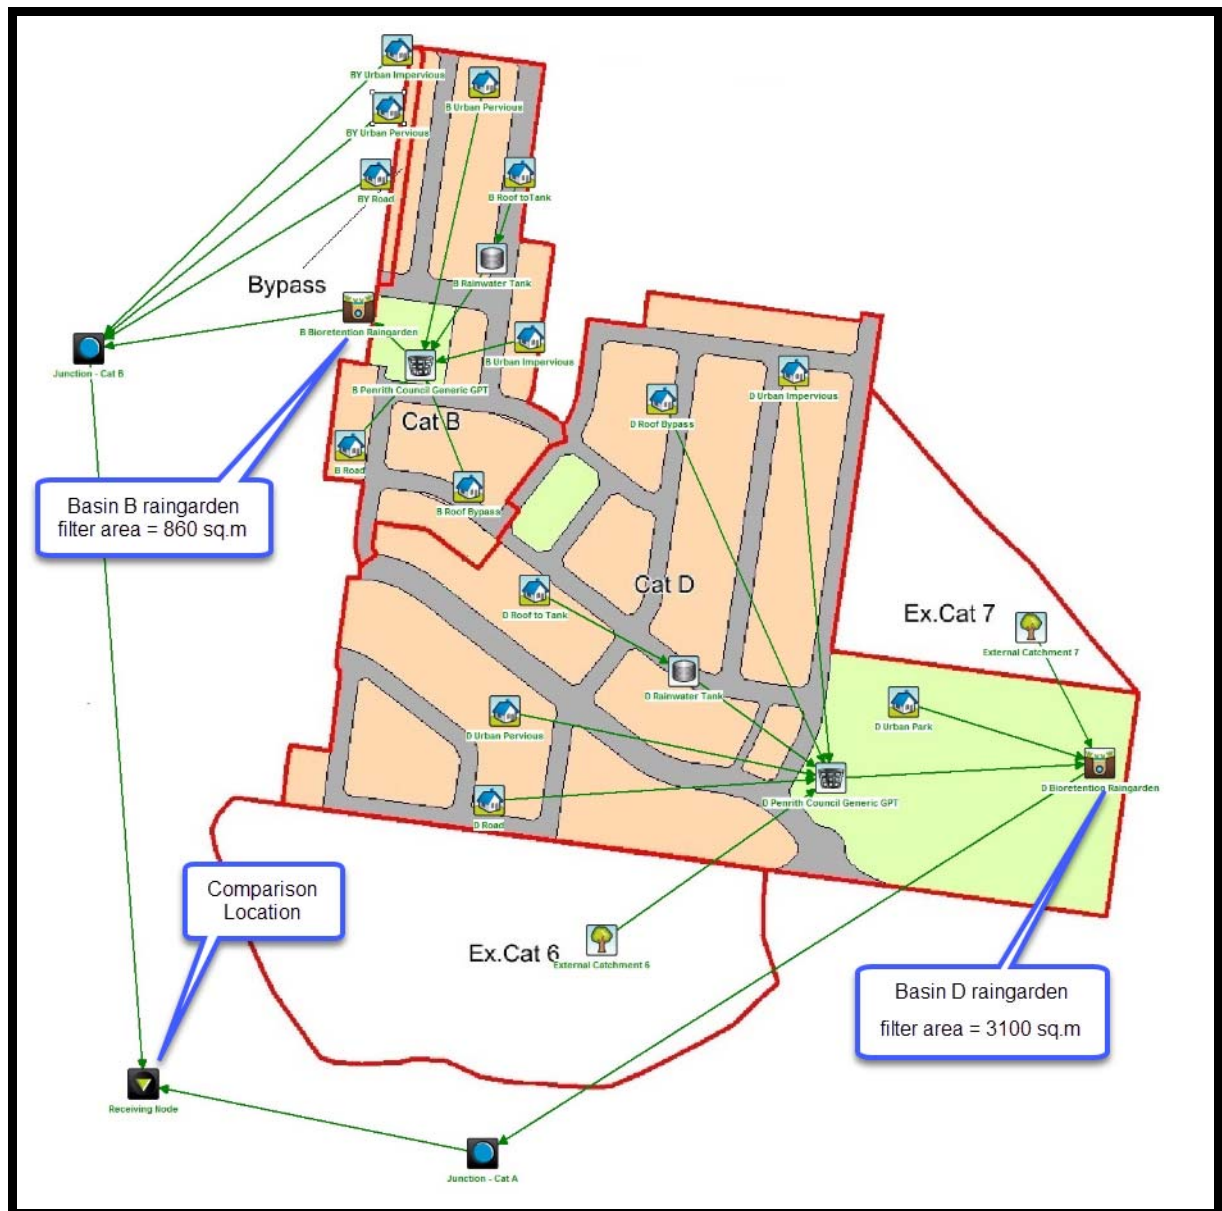 BY Urban Impervious
B Urban Pervious
BY Urban Pervious
BY Road
B Roof toTank
Bypass
B Rainwater Tank
B Bioretention Raingarden
B Urban Impervious
Junction - Cat B
B Penrith Council Generic GPT
D Urban Impervious
D Roof Bypass
Cat B
B Road
B Roof Bypass
Basin B raingarden
filter area = 860 sq.m
Cat D
D Roof to Tank
Ex.Cat 7
External Catchment 7
D Rainwater Tank
D Urban Park
D Urban Pervious
D Bioretention Raingarden
D Penrith Council Generic GPT
D Road
Comparison
Location
Ex.Cat 6
External Catchment 6
Basin D raingarden
filter area = 3100 sq.m
Receiving Node
Junction - Cat A